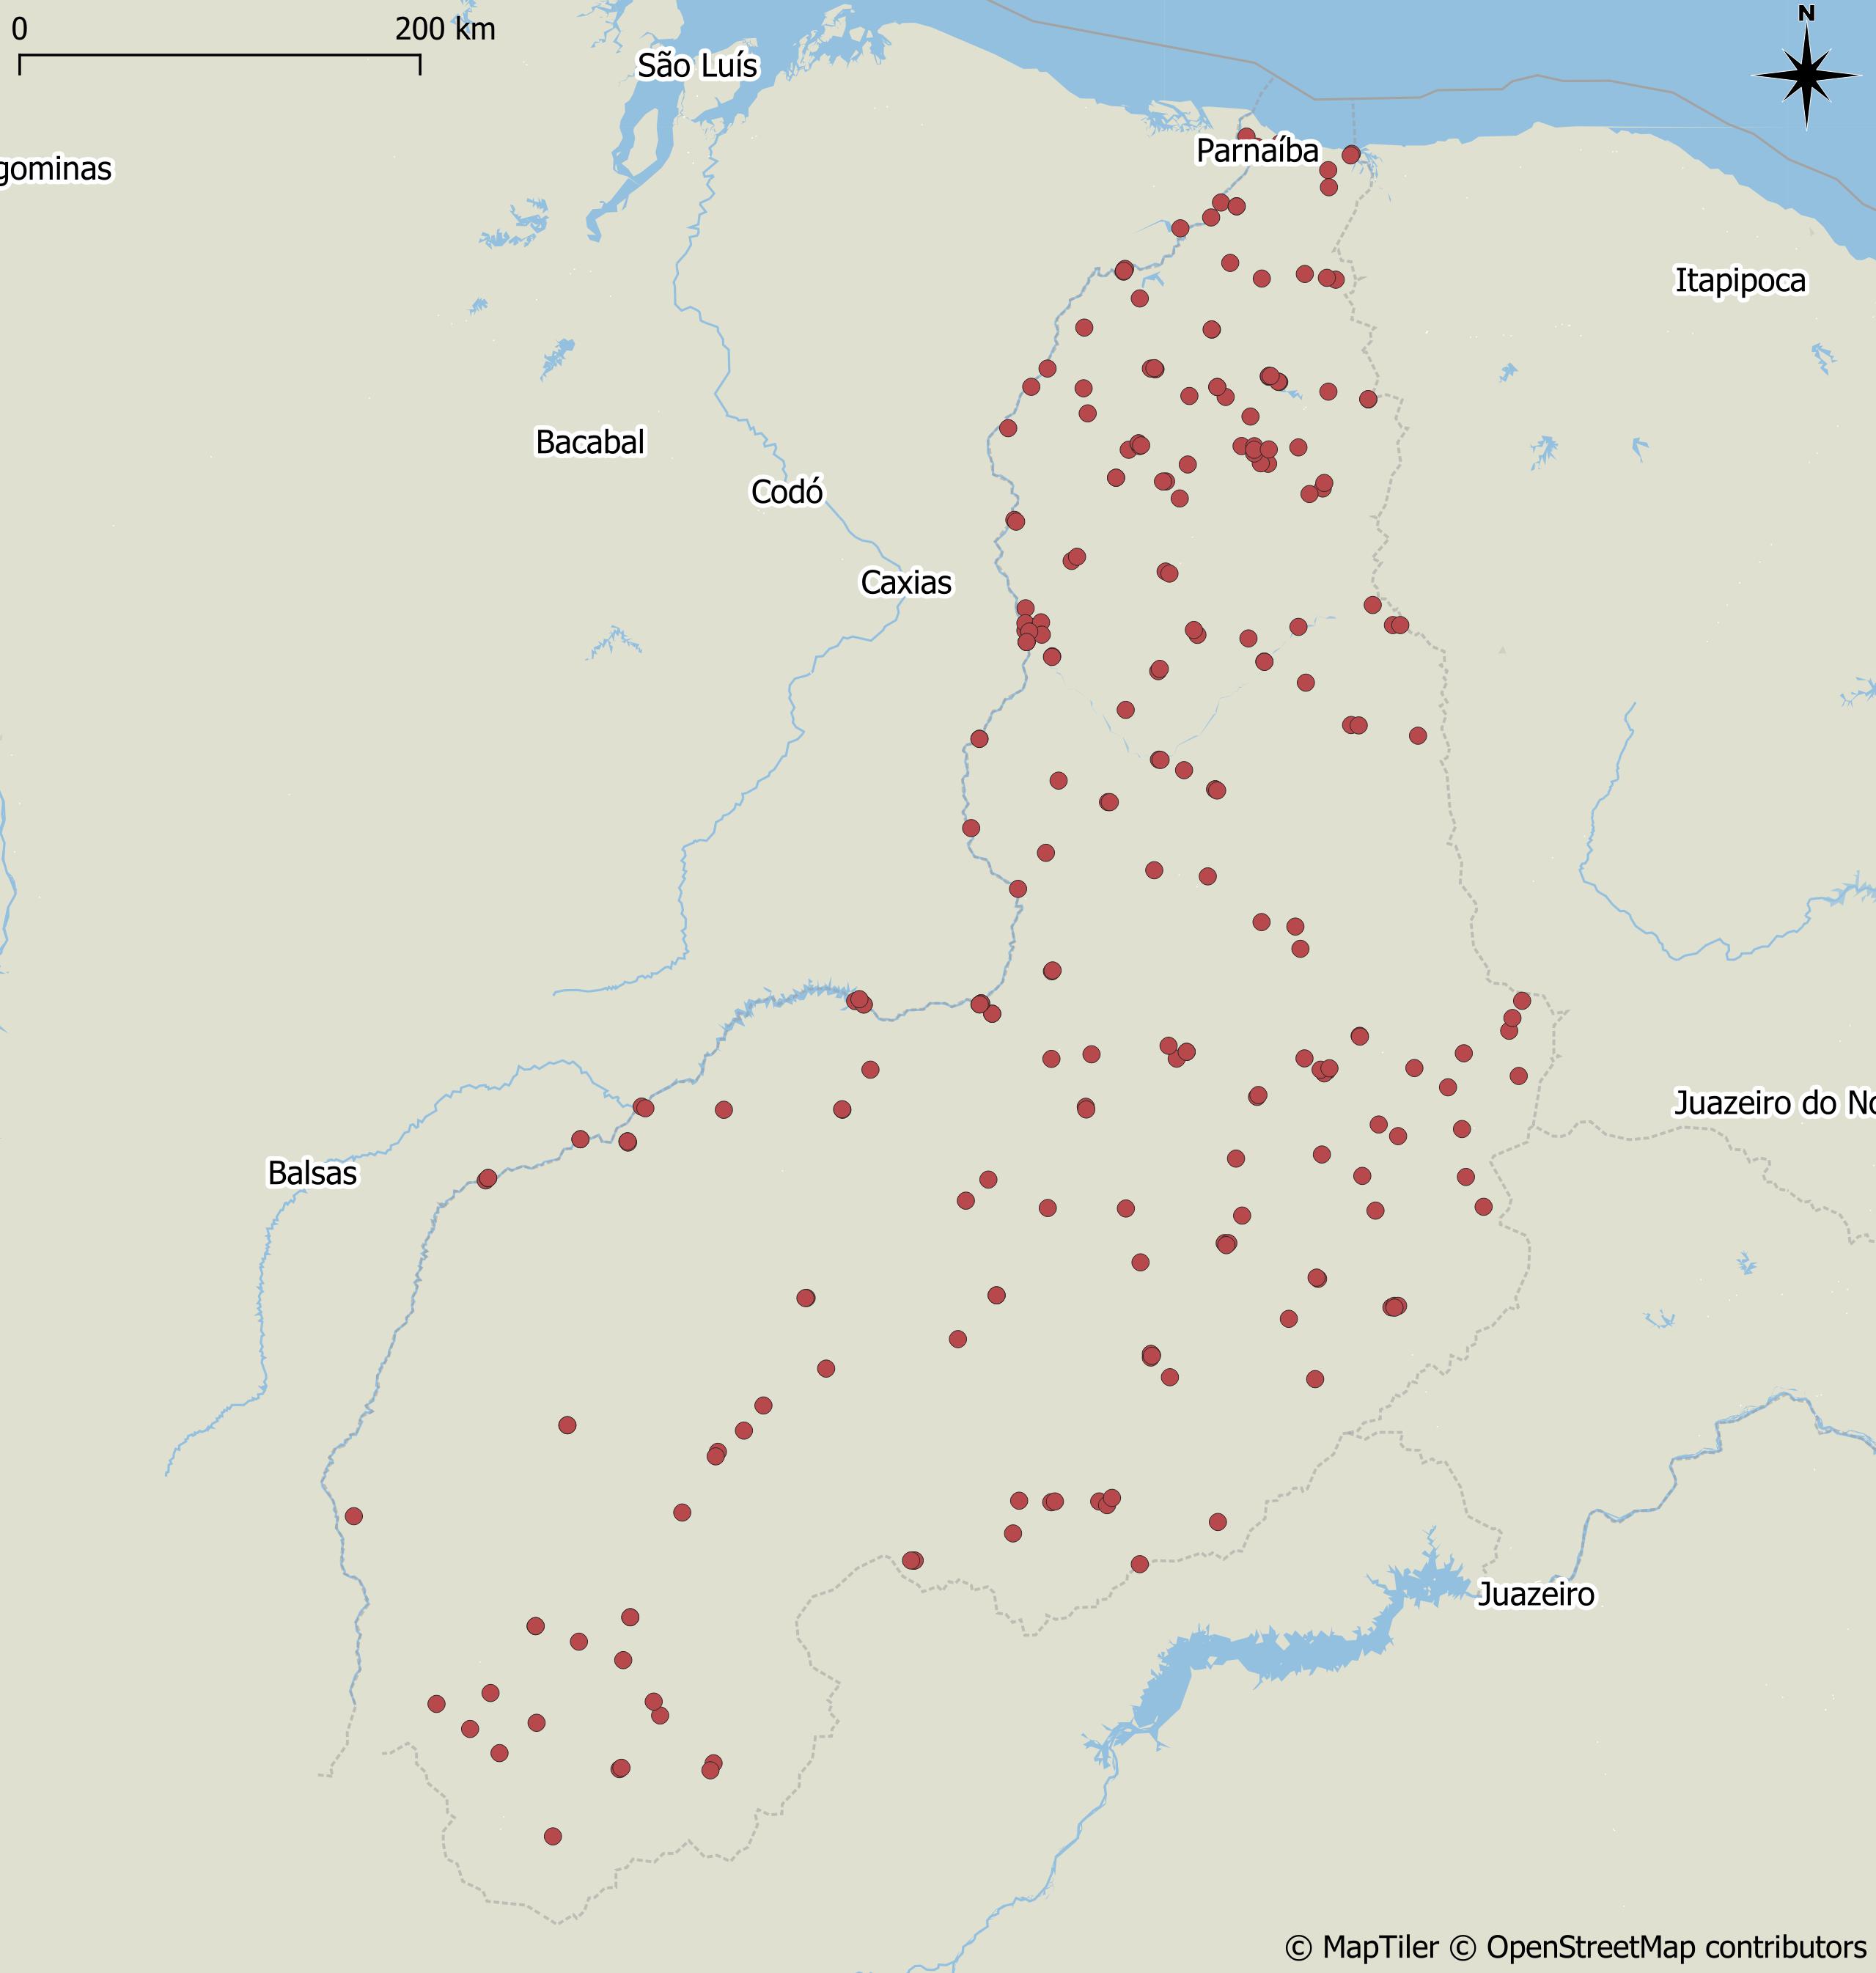 0 200 km
N
São Luís
Parnaíba
gominas
Itapipoca
Bacabal
Codó
Caxias
Juazeiro do No
Balsas
Juazeiro
© MapTiler © OpenStreetMap contributors